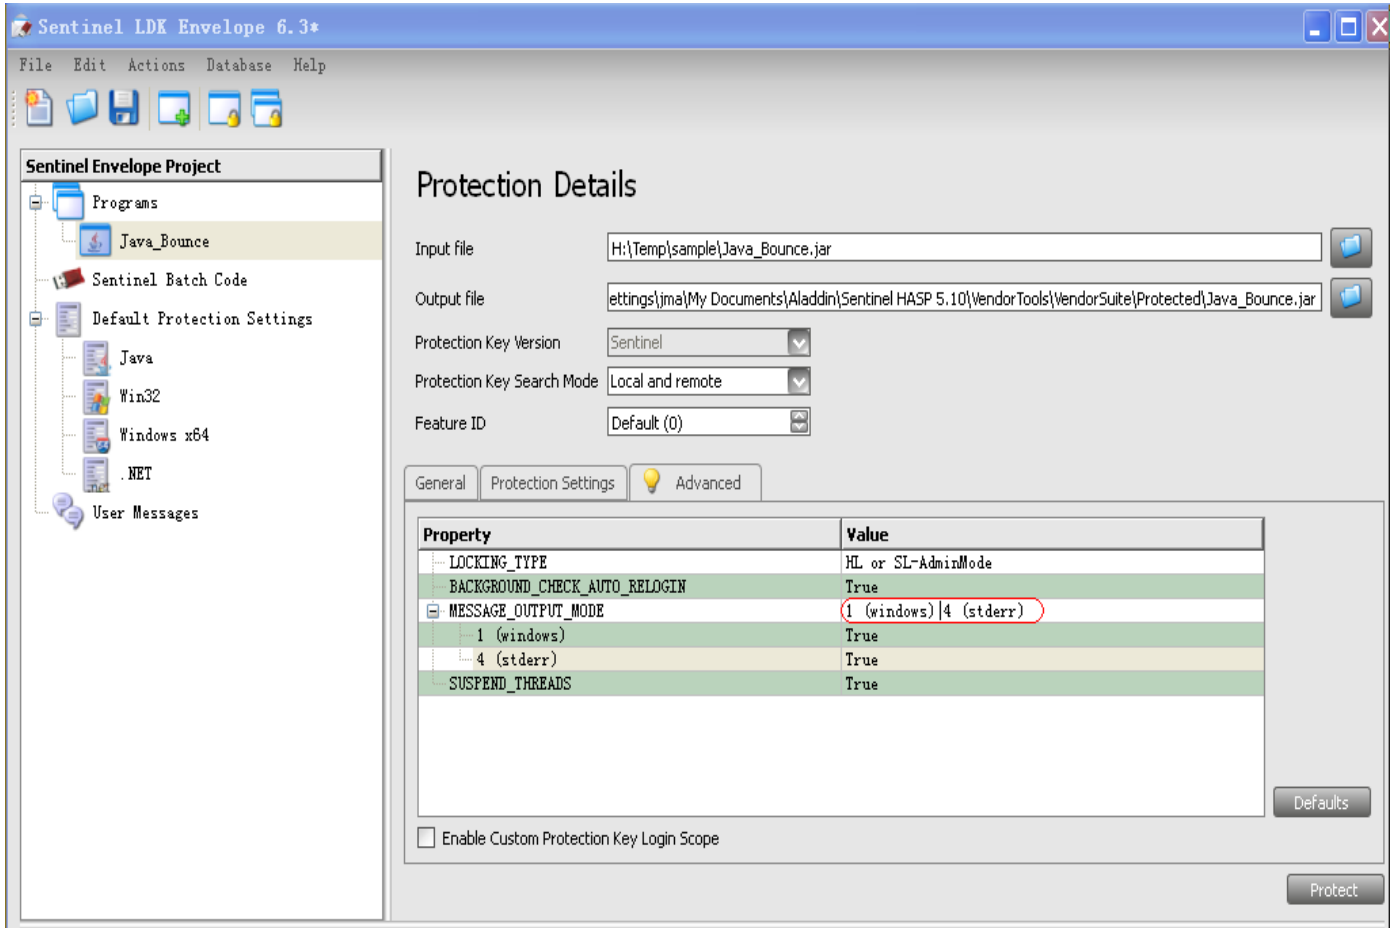 Sentinel LDK Envelope 6.3*
File Edit Actions Database Help
Sentinel Envelope Project
Programs
Java_Bounce
Sentinel Batch Code
Default Protection Settings
Java
Win32
Windows x64
.NET
User Messages
Protection Details
Input file H:\Temp\sample\Java_Bounce.jar
Output file ettings\jma\My Documents\Aladdin\Sentinel HASP 5.10\VendorTools\VendorSuite\Protected\Java_Bounce.jar
Protection Key Version Sentinel
Protection Key Search Mode Local and remote
Feature ID Default (0)
General Protection Settings Advanced
Property Value
LOCKING_TYPE HL or SL-AdminMode
BACKGROUND_CHECK_AUTO_RELOGIN True
MESSAGE_OUTPUT_MODE 1 (windows)|4 (stderr)
1 (windows) True
4 (stderr) True
SUSPEND_THREADS True
Defaults
Enable Custom Protection Key Login Scope
Protect